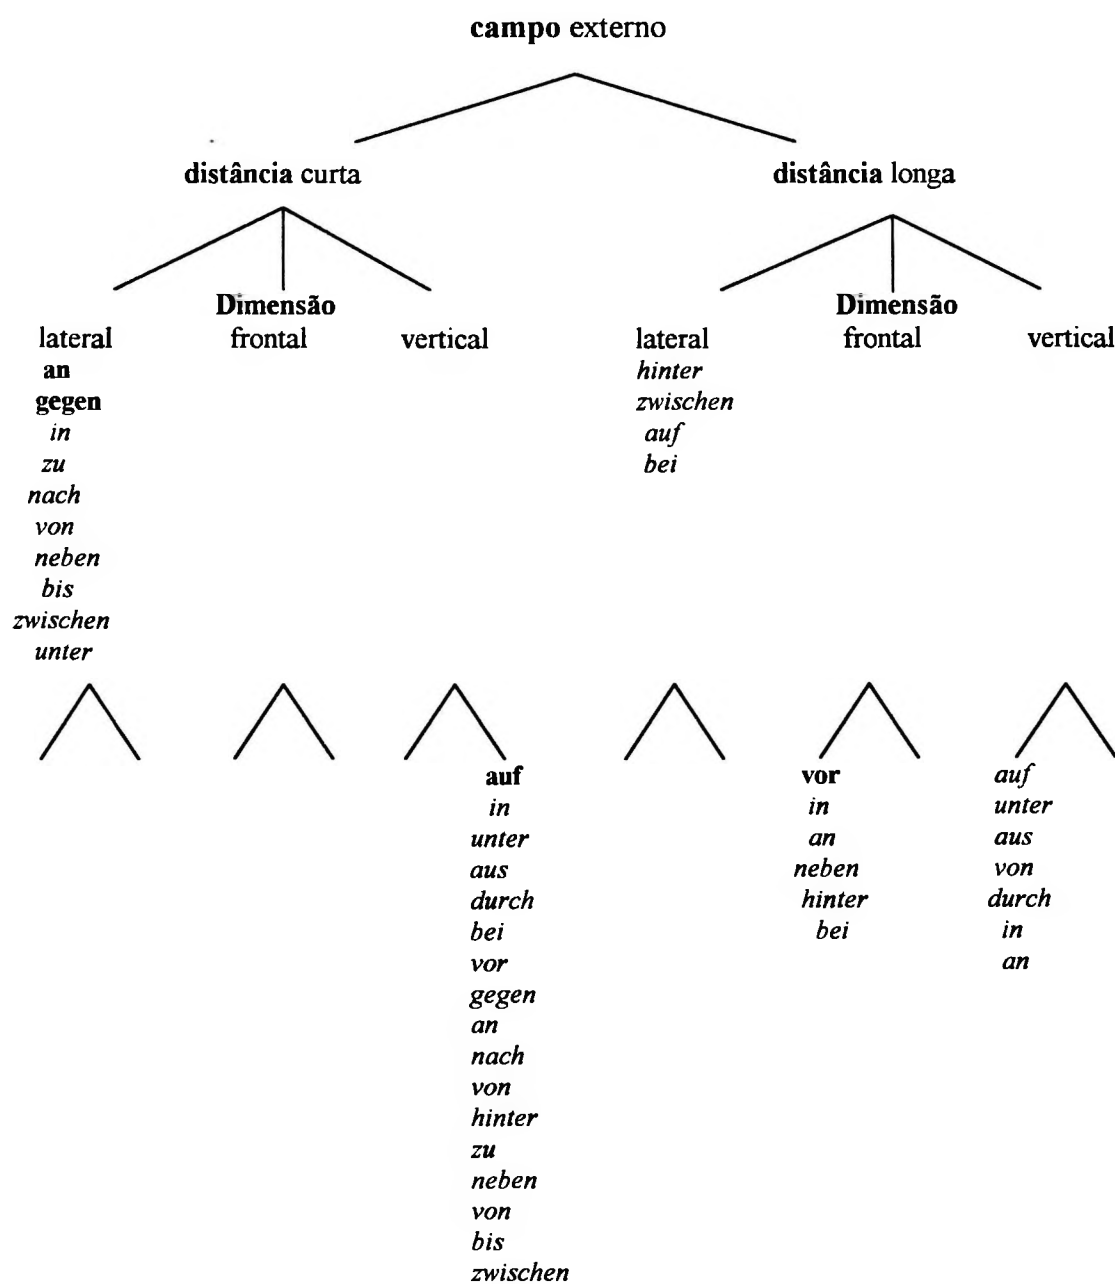 campo externo
distância curta
distância longa
Dimensão
Dimensão
lateral
frontal
vertical
lateral
frontal
vertical
an
gegen
in
zu
nach
von
neben
bis
zwischen
unter
hinter
zwischen
auf
bei
auf
in
unter
aus
durch
bei
vor
gegen
an
nach
von
hinter
zu
neben
von
bis
zwischen
vor
in
an
neben
hinter
bei
auf
unter
aus
von
durch
in
an